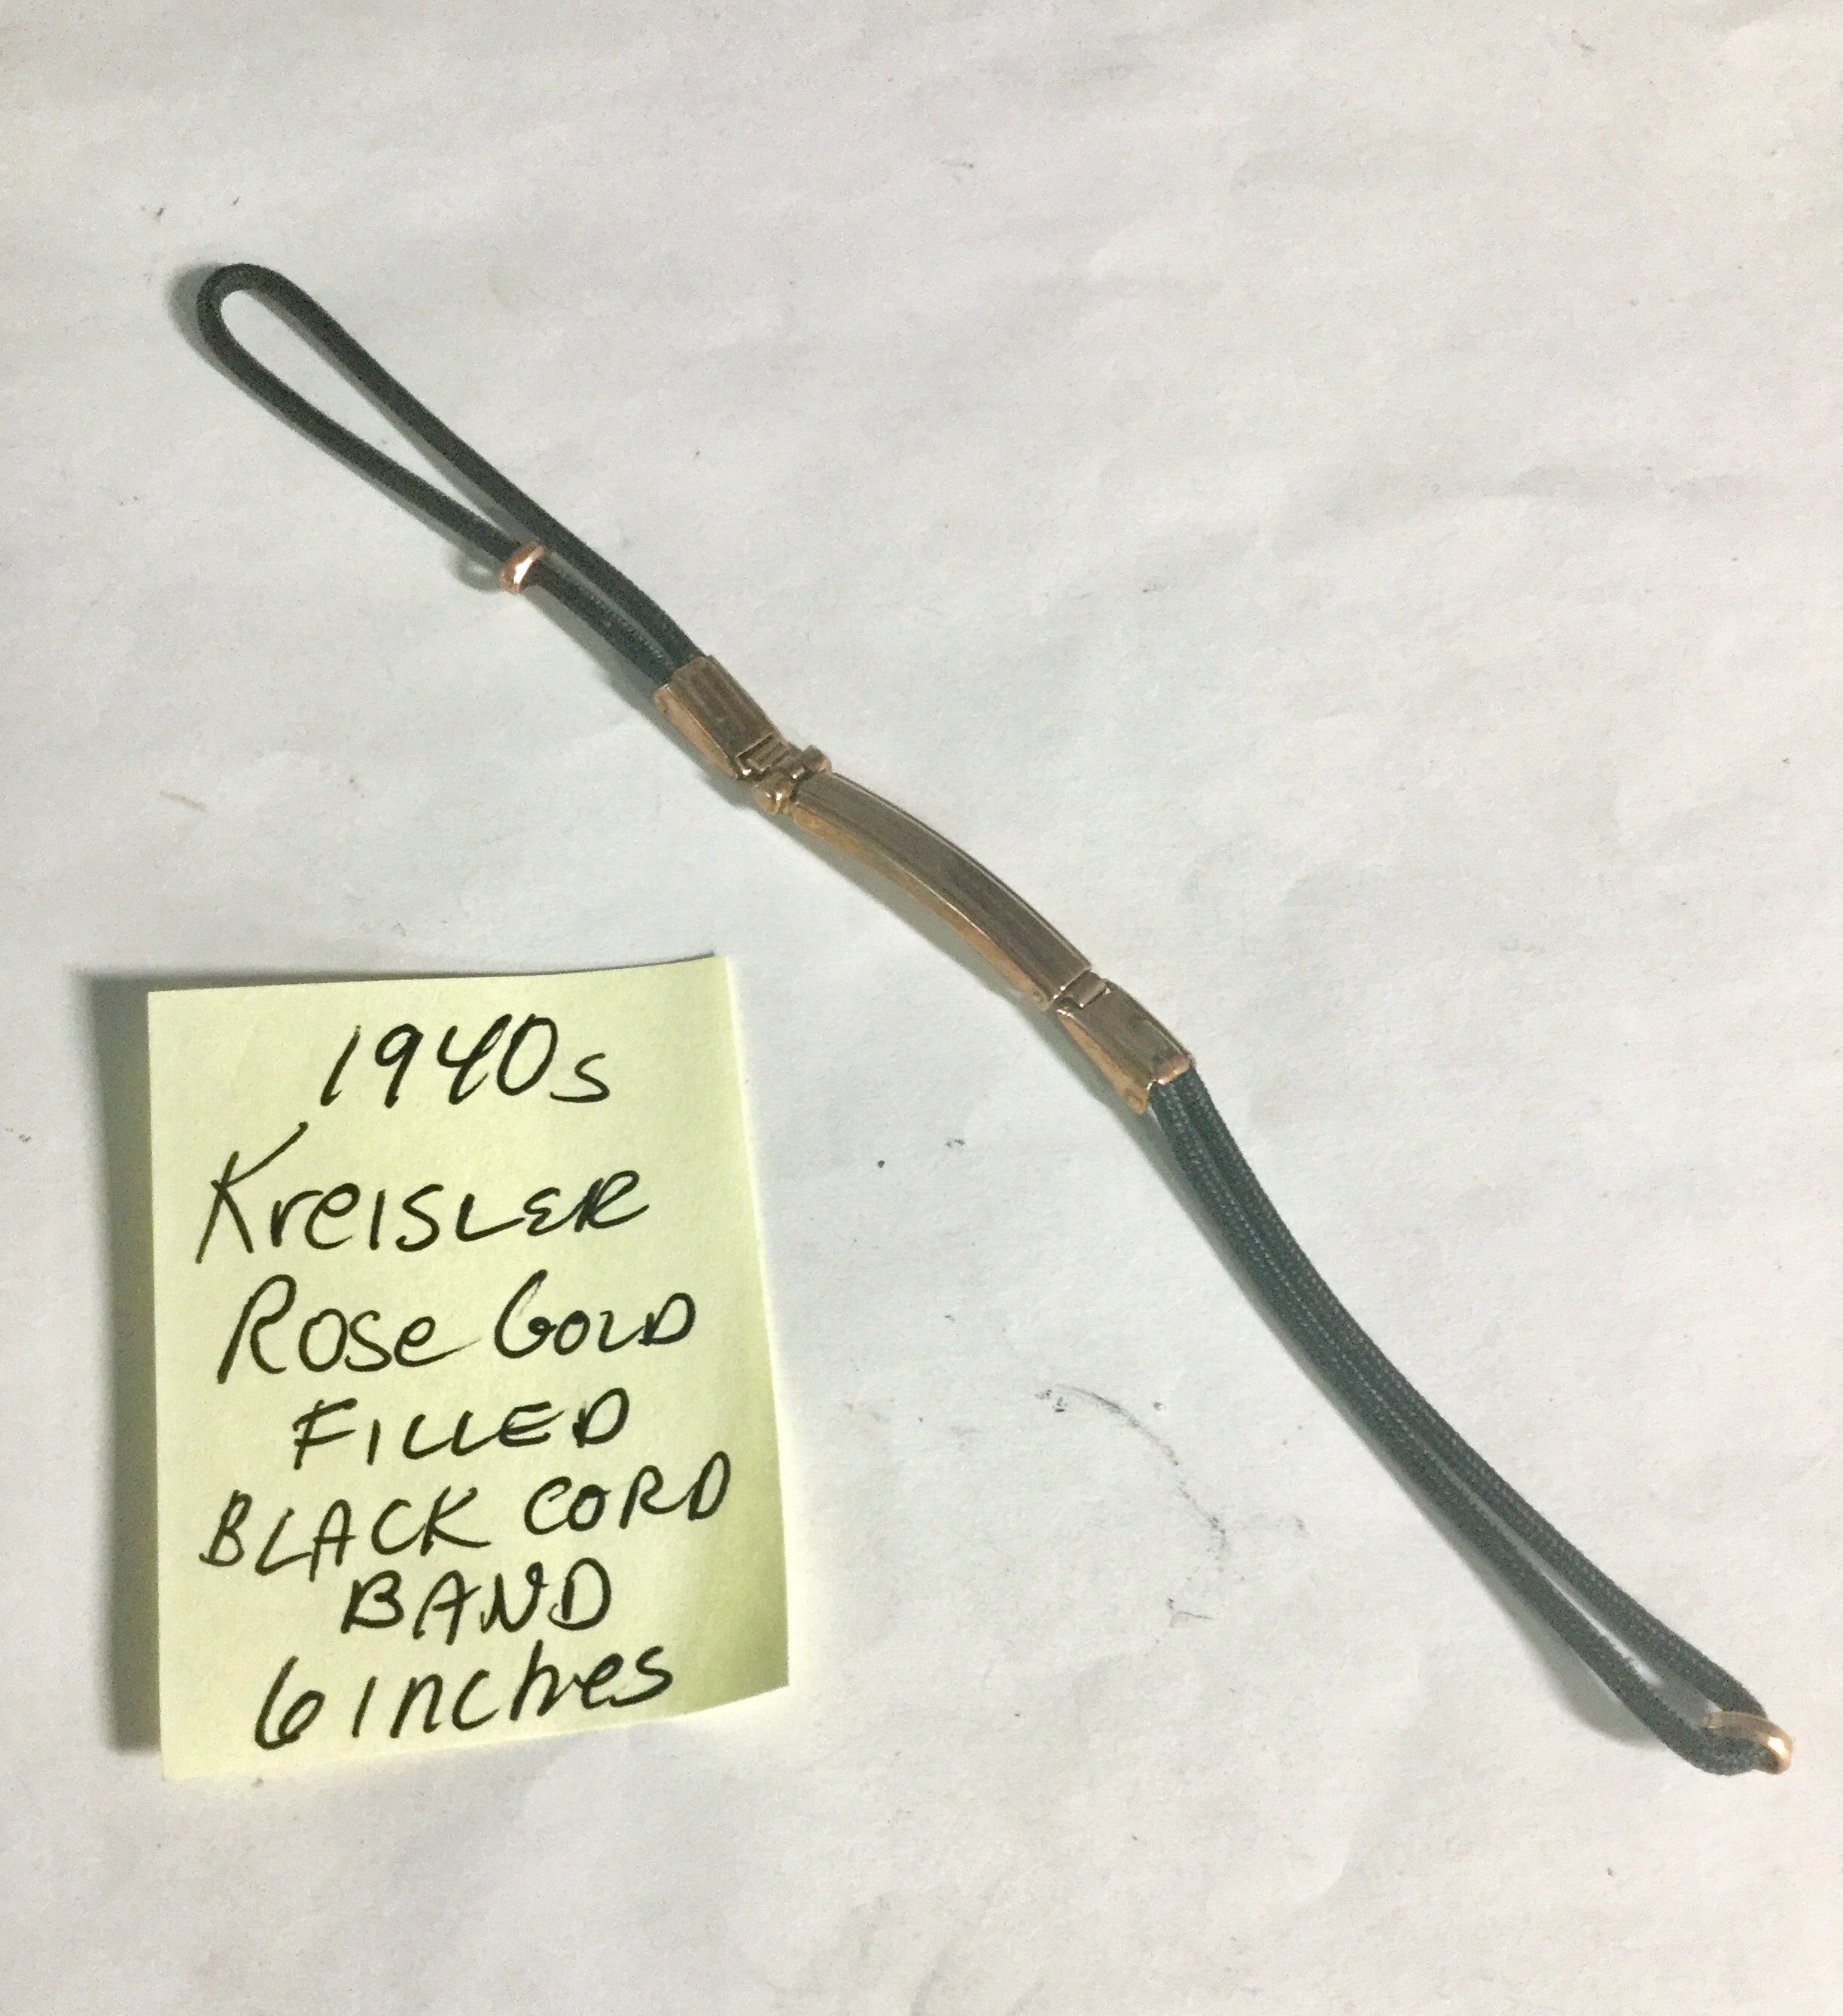 1940s
KreISLER
Rose GOLD
FILLED
BLACK CORD
BAND
6 Inches